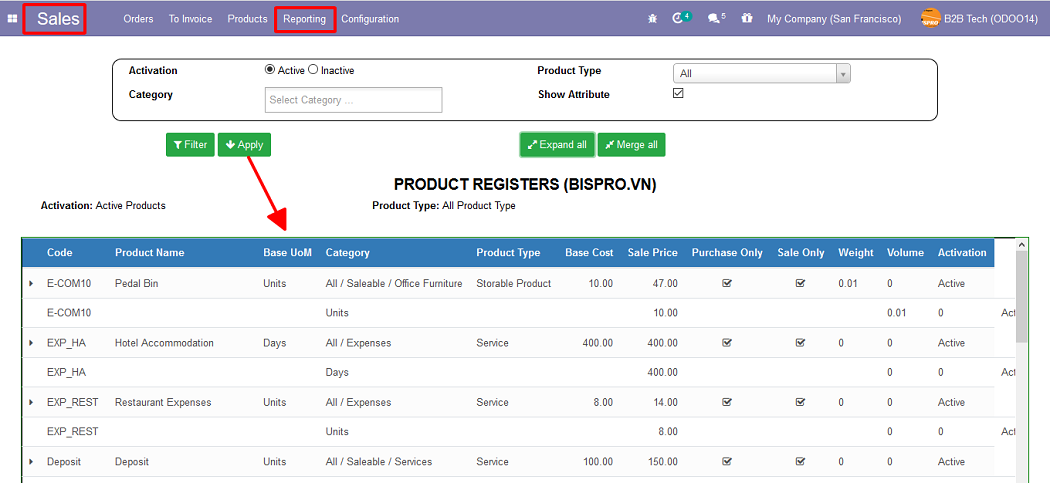 Sales Orders To Invoice Products Reporting Configuration 4 5 My Company (San Francisco) B2B Tech (ODOO14)
Activation Active Inactive Product Type All
Category Select Category ... Show Attribute
Filter Apply Expand all Merge all
PRODUCT REGISTERS (BISPRO.VN)
Activation: Active Products Product Type: All Product Type
Code Product Name Base UoM Category Product Type Base Cost Sale Price Purchase Only Sale Only Weight Volume Activation
E-COM10 Pedal Bin Units All / Saleable / Office Furniture Storable Product 10.00 47.00 0.01 0 Active
E-COM10 Units 10.00 0.01 0 Act
EXP_HA Hotel Accommodation Days All / Expenses Service 400.00 400.00 0 0 Active
EXP_HA Days 400.00 0 0 Act
EXP_REST Restaurant Expenses Units All / Expenses Service 8.00 14.00 0 0 Active
EXP_REST Units 8.00 0 0 Act
Deposit Deposit Units All / Saleable / Services Service 100.00 150.00 0 0 Active